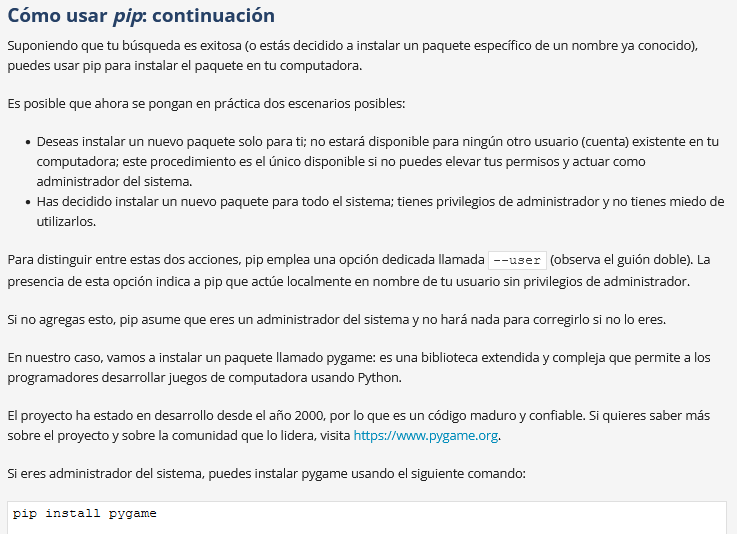 Cómo usar pip: continuación
Suponiendo que tu búsqueda es exitosa (o estás decidido a instalar un paquete específico de un nombre ya conocido),
puedes usar pip para instalar el paquete en tu computadora.
Es posible que ahora se pongan en práctica dos escenarios posibles:
• Deseas instalar un nuevo paquete solo para ti; no estará disponible para ningún otro usuario (cuenta) existente en tu
computadora; este procedimiento es el único disponible si no puedes elevar tus permisos y actuar como
administrador del sistema.
• Has decidido instalar un nuevo paquete para todo el sistema; tienes privilegios de administrador y no tienes miedo de
utilizarlos.
Para distinguir entre estas dos acciones, pip emplea una opción dedicada llamada --user (observa el guión doble). La
presencia de esta opción indica a pip que actúe localmente en nombre de tu usuario sin privilegios de administrador.
Si no agregas esto, pip asume que eres un administrador del sistema y no hará nada para corregirlo si no lo eres.
En nuestro caso, vamos a instalar un paquete llamado pygame: es una biblioteca extendida y compleja que permite a los
programadores desarrollar juegos de computadora usando Python.
El proyecto ha estado en desarrollo desde el año 2000, por lo que es un código maduro y confiable. Si quieres saber más
sobre el proyecto y sobre la comunidad que lo lidera, visita https://www.pygame.org.
Si eres administrador del sistema, puedes instalar pygame usando el siguiente comando:
pip install pygame